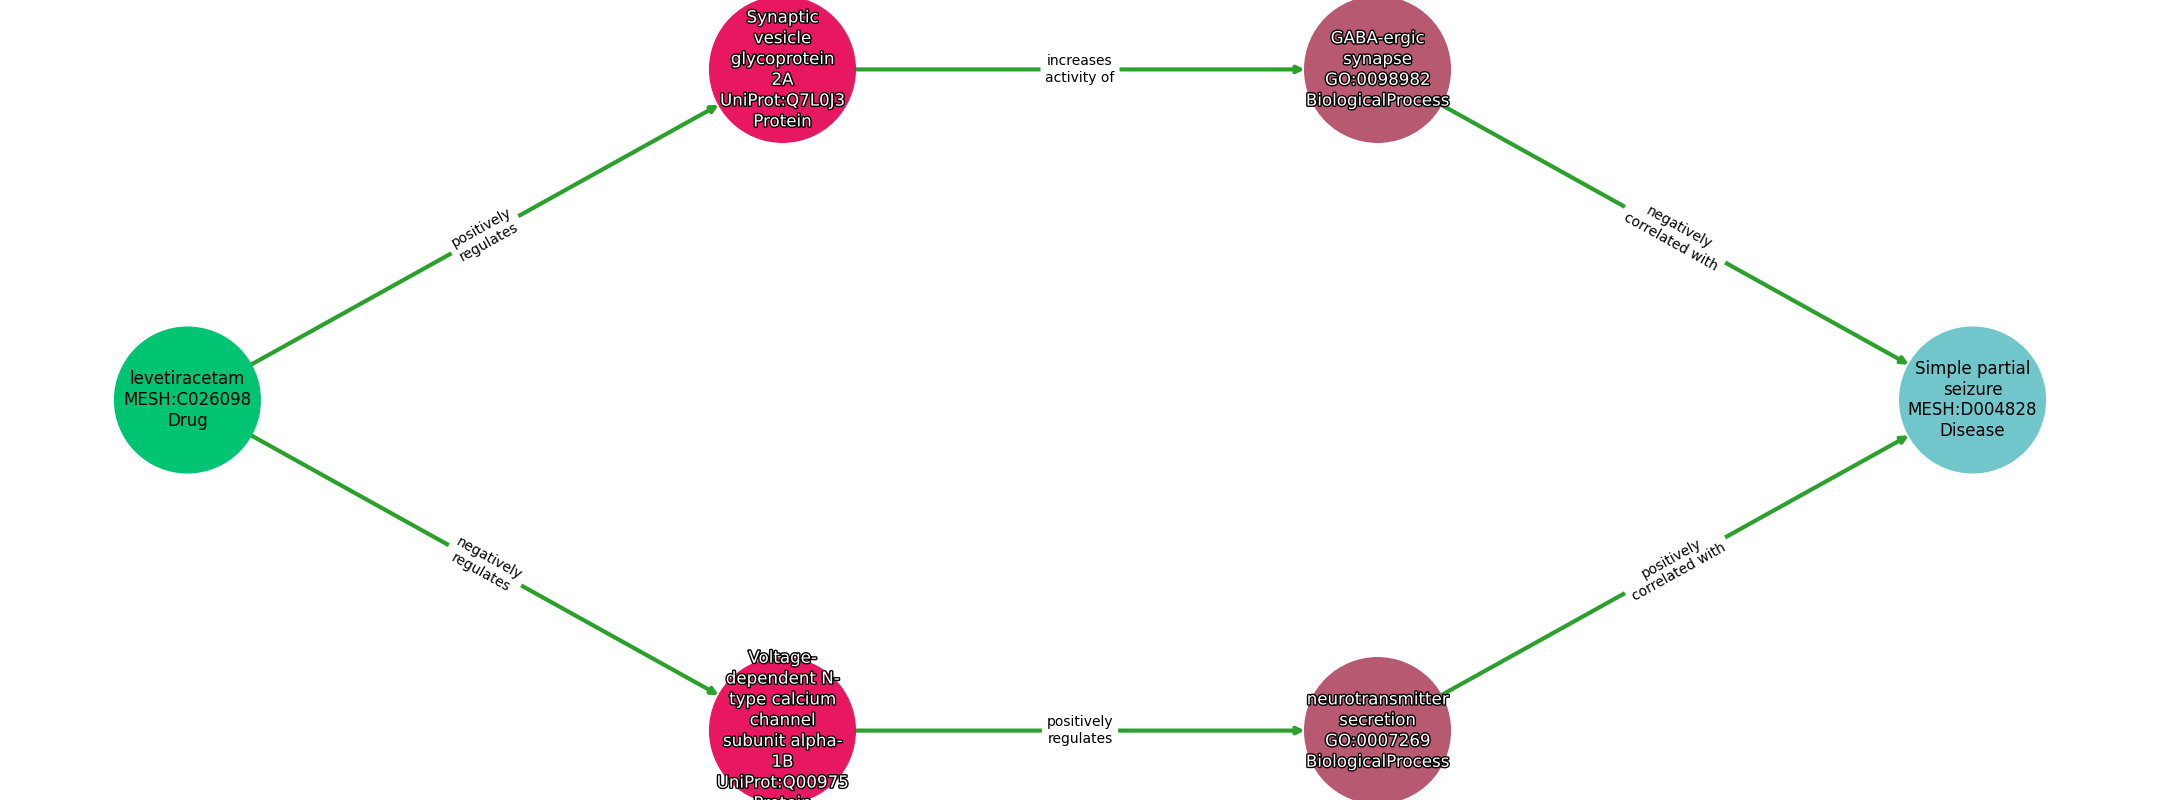 Synaptic
vesicle
glycoprotein
2A
UniProt:Q7L0J3
Protein
increases
activity of
GABA-ergic
synapse
GO:0098982
BiologicalProcess
positively
regulates
negatively
correlated with
levetiracetam
MESH:C026098
Drug
Simple partial
seizure
MESH:D004828
Disease
negatively
regulates
positively
correlated with
Voltage-
dependent N-
type calcium
channel
subunit alpha-
1B
UniProt:Q00975
Protein
positively
regulates
neurotransmitter
secretion
GO:0007269
BiologicalProcess